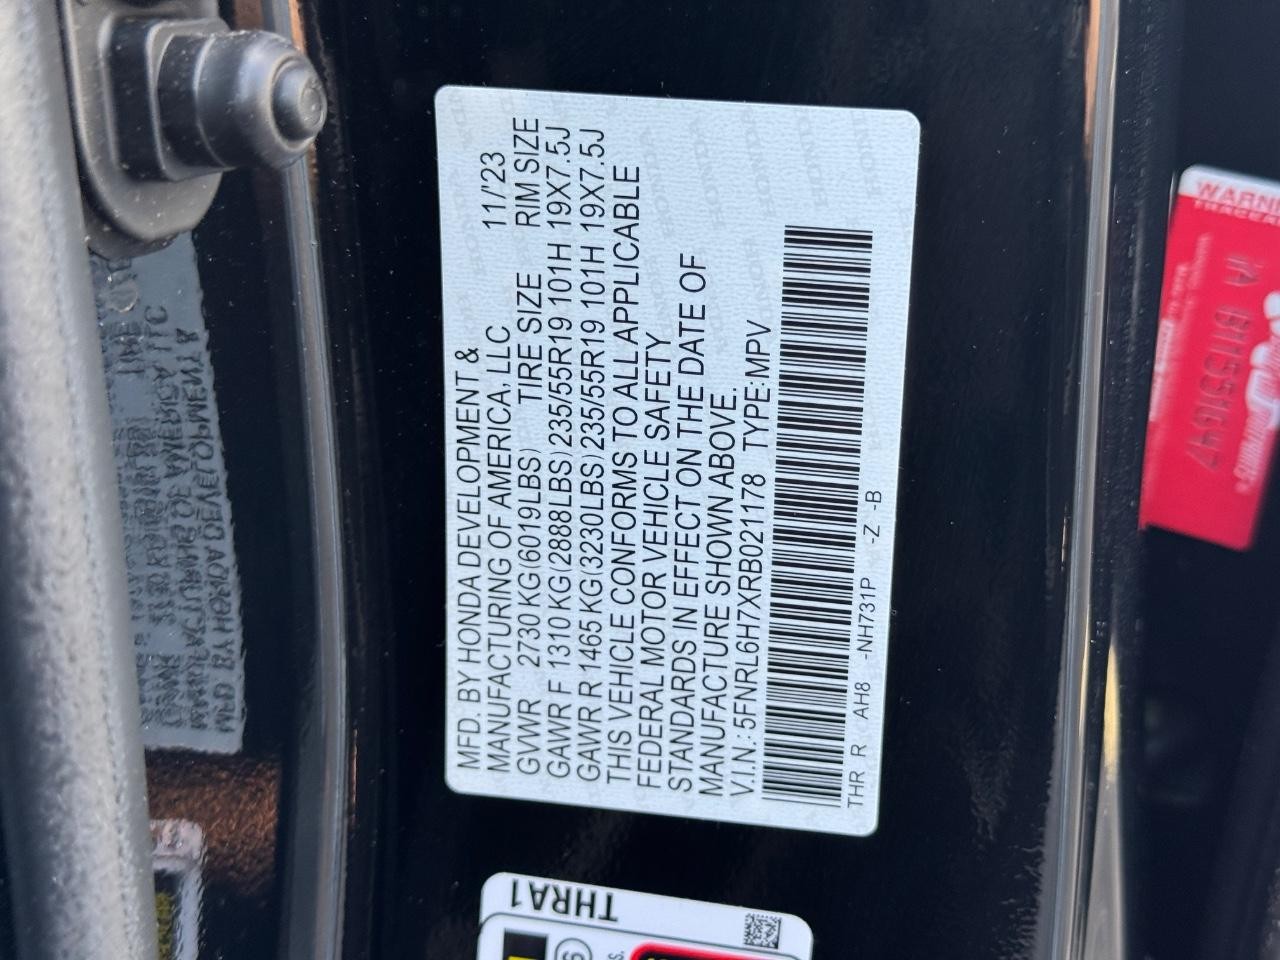 MFD. BY HONDA DEVELOPMENT &
MANUFACTURING OF AMERICA, LLC 11/'23
GVWR 2730 KG(6019LBS) TIRE SIZE RIM SIZE
GAWR F 1310 KG(2888LBS) 235/55R19 101H 19X7.5J
GAWR R 1465 KG(3230LBS) 235/55R19 101H 19X7.5J
THIS VEHICLE CONFORMS TO ALL APPLICABLE
FEDERAL MOTOR VEHICLE SAFETY
STANDARDS IN EFFECT ON THE DATE OF
MANUFACTURE SHOWN ABOVE.
V.I.N.: 5FNRL6H7XRB021178 TYPE: MPV
THR R AH8 -NH731P -Z -B
THRA1